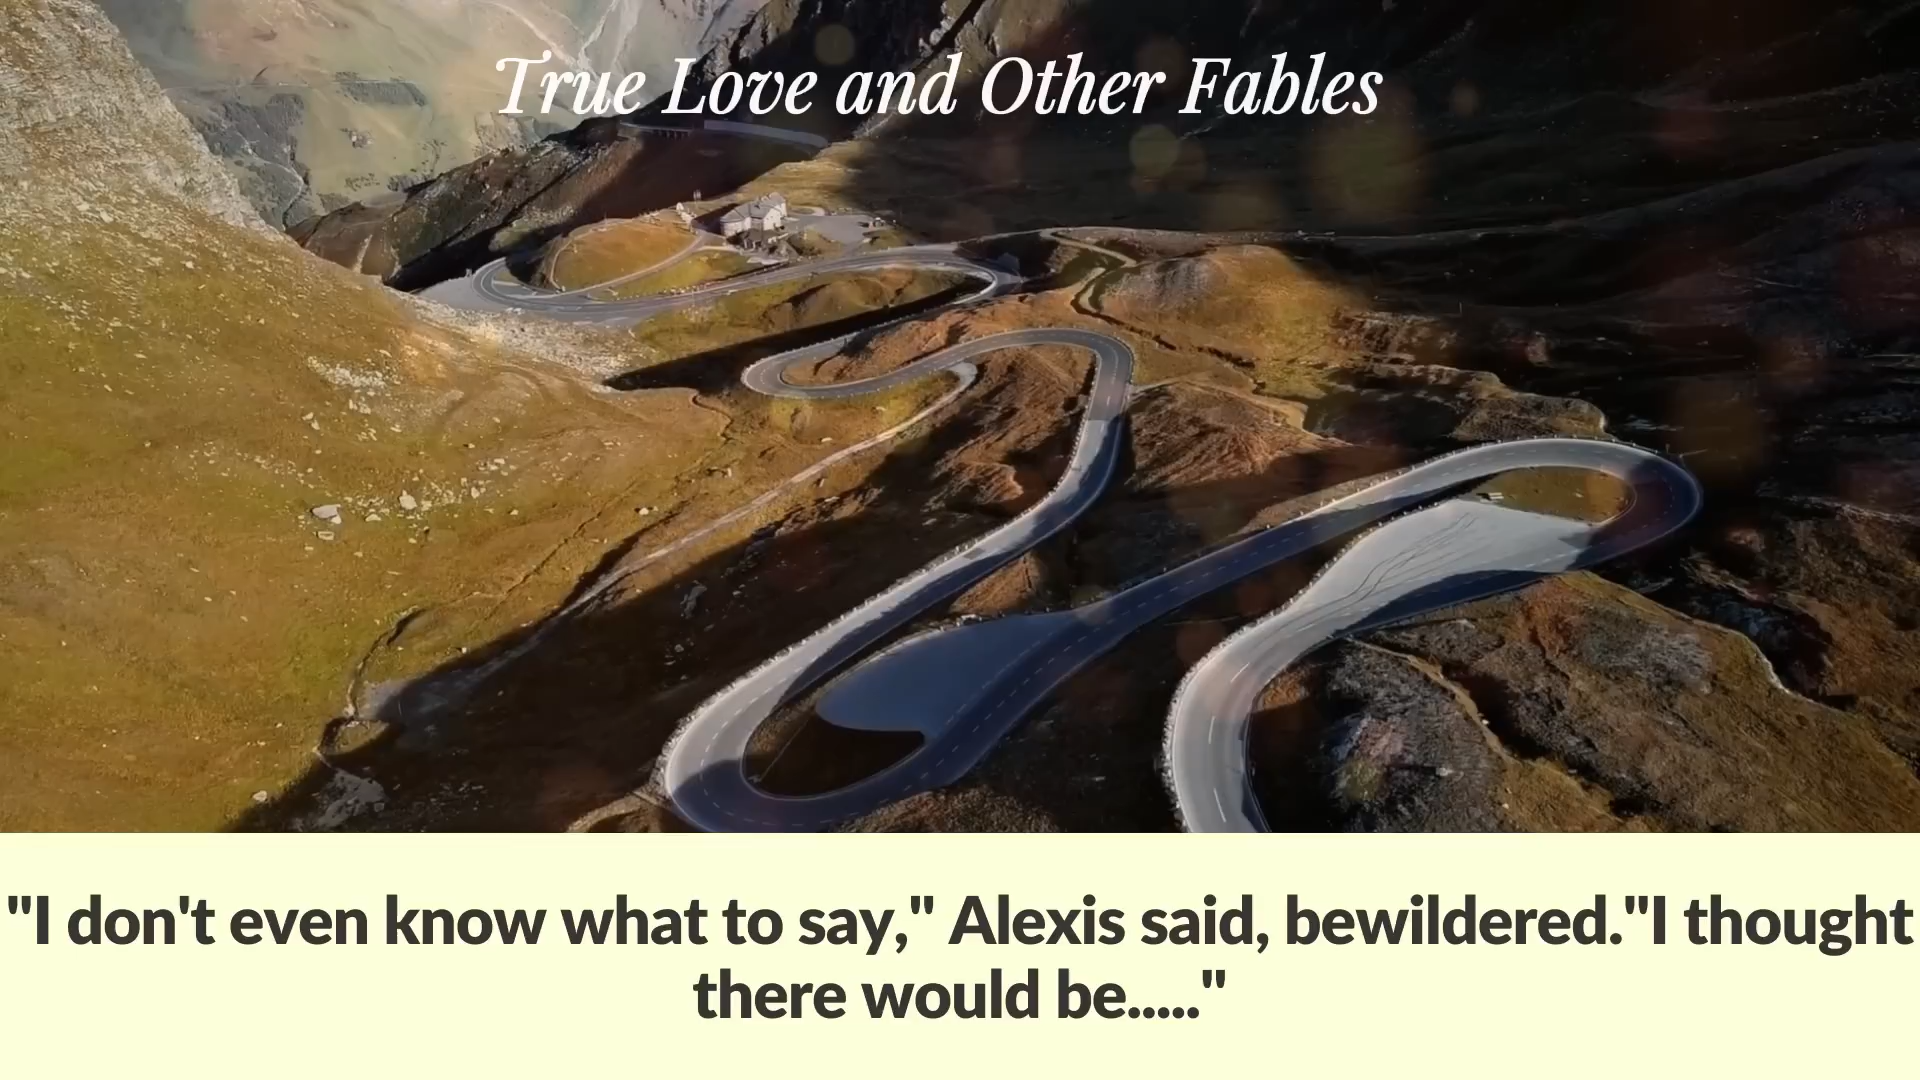 True Love and Other Fables
"I don't even know what to say," Alexis said, bewildered."I thought
there would be....."